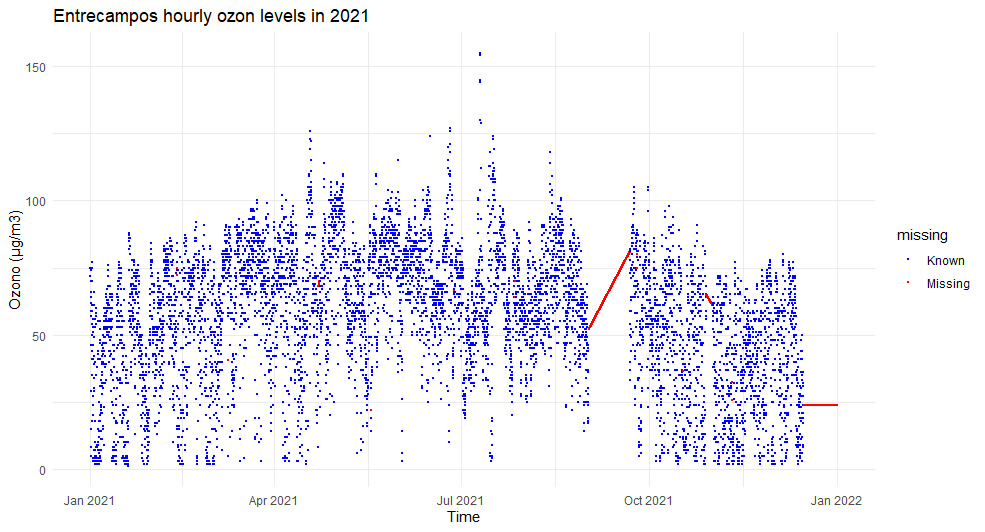 Entrecampos hourly ozon levels in 2021
Ozono (µg/m3)
150
100
50
0
Jan 2021
Apr 2021
Jul 2021
Oct 2021
Jan 2022
Time
missing
Known
Missing